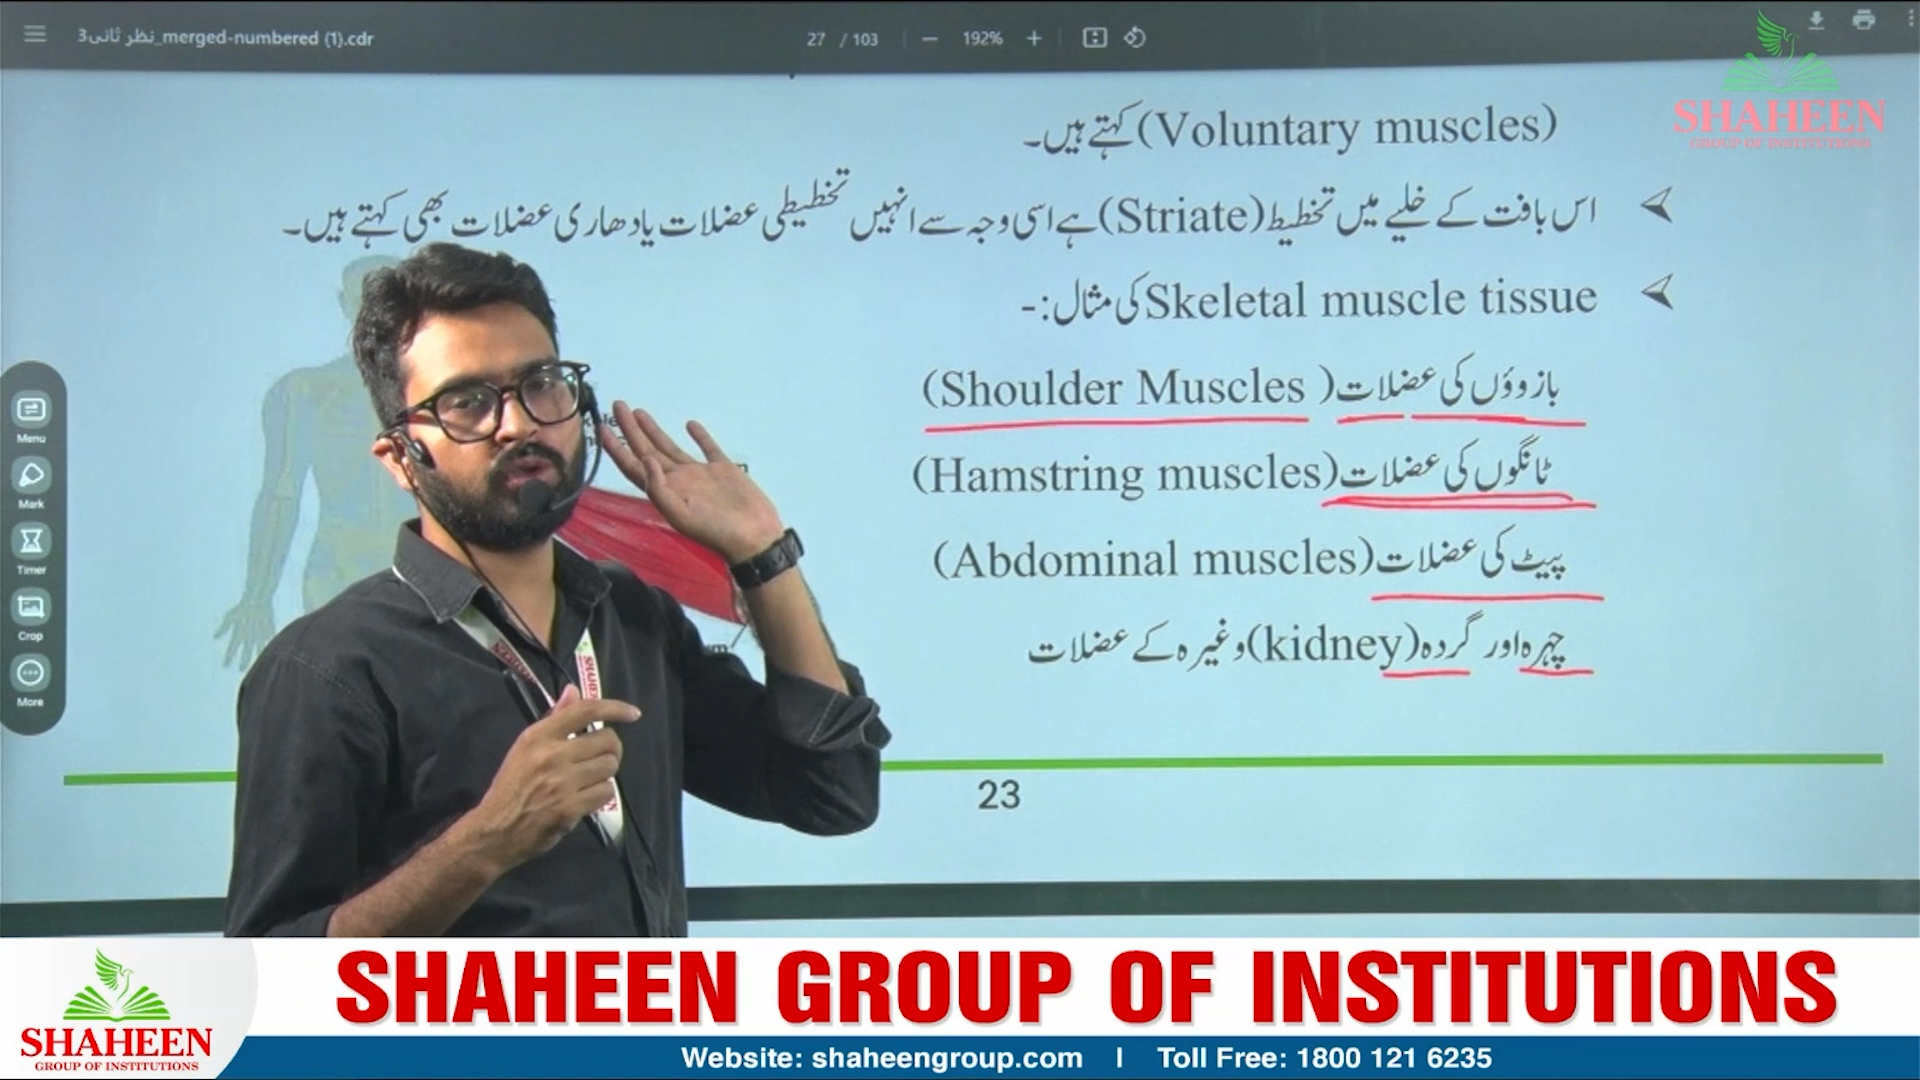 نظر ثانی3_merged-numbered (1).cdr
27 / 103
192%
SHAHEEN
GROUP OF INSTITUTIONS
(Voluntary muscles) کہتے ہیں۔
اس بافت کے خلیے میں تخطیط (Striate) ہے اسی وجہ سے انہیں تخطیطی عضلات یا دھاری عضلات بھی کہتے ہیں۔
Skeletal muscle tissue کی مثال :-
بازوؤں کی عضلات (Shoulder Muscles )
ٹانگوں کی عضلات (Hamstring muscles)
پیٹ کی عضلات (Abdominal muscles)
چہرہ اور گردہ (kidney) وغیرہ کے عضلات
Menu
Mark
Timer
Crop
More
23
SHAHEEN
GROUP OF INSTITUTIONS
SHAHEEN GROUP OF INSTITUTIONS
Website: shaheengroup.com | Toll Free: 1800 121 6235